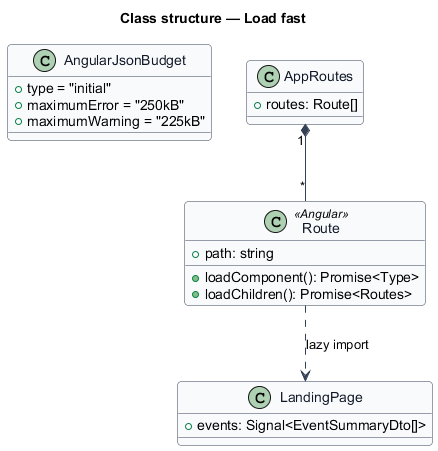 Class structure — Load fast
C AngularJsonBudget
type = "initial"
maximumError = "250kB"
maximumWarning = "225kB"
C AppRoutes
routes: Route[]
1
*
C «Angular»
Route
path: string
loadComponent(): Promise<Type>
loadChildren(): Promise<Routes>
lazy import
C LandingPage
events: Signal<EventSummaryDto[]>